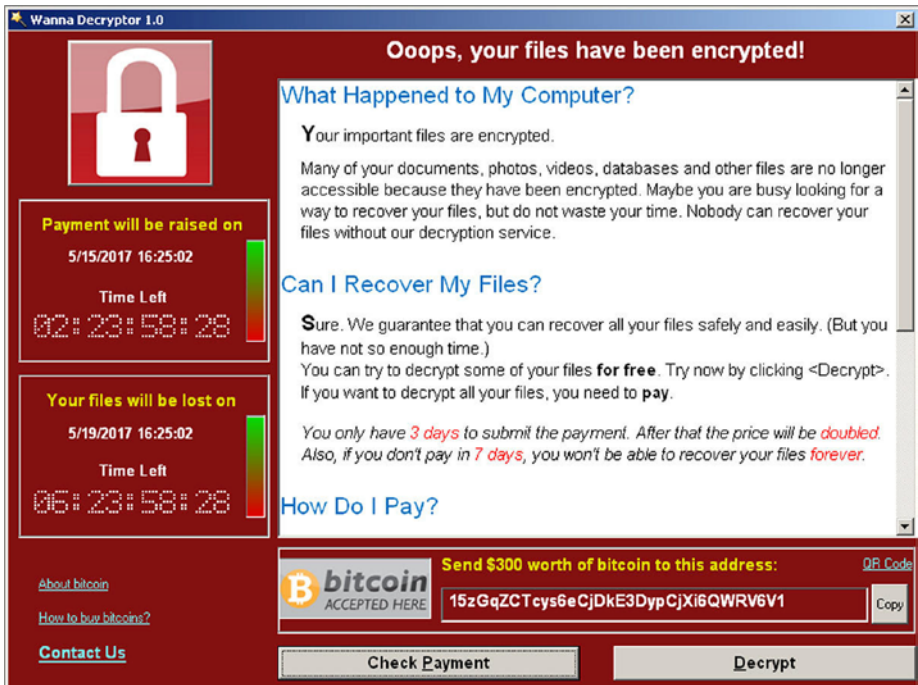 Wanna Decryptor 1.0
Ooops, your files have been encrypted!
Payment will be raised on
5/15/2017 16:25:02
Time Left
02:23:58:28
Your files will be lost on
5/19/2017 16:25:02
Time Left
06:23:58:28
About bitcoin
How to buy bitcoins?
Contact Us
What Happened to My Computer?
Your important files are encrypted.
Many of your documents, photos, videos, databases and other files are no longer
accessible because they have been encrypted. Maybe you are busy looking for a
way to recover your files, but do not waste your time. Nobody can recover your
files without our decryption service.
Can I Recover My Files?
Sure. We guarantee that you can recover all your files safely and easily. (But you
have not so enough time.)
You can try to decrypt some of your files for free. Try now by clicking <Decrypt>.
If you want to decrypt all your files, you need to pay.
You only have 3 days to submit the payment. After that the price will be doubled.
Also, if you don't pay in 7 days, you won't be able to recover your files forever.
How Do I Pay?
bitcoin
ACCEPTED HERE
Send $300 worth of bitcoin to this address:
QR Code
15zGqZCTcys6eCjDkE3DypCjXi6QWRV6V1
Copy
Check Payment
Decrypt